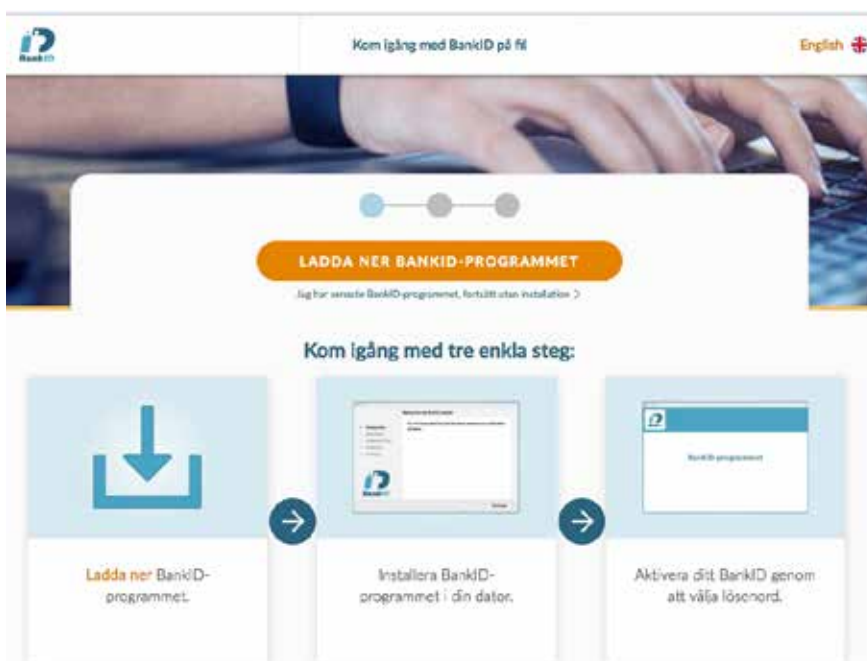 BankID
Kom igång med BankID på fil
English
LADDA NER BANKID-PROGRAMMET
Jag har senaste BankID-programmet, fortsätt utan installation >
Kom igång med tre enkla steg:
BankID
BankID-programmet
Ladda ner BankID-
programmet.
Installera BankID-
programmet i din dator.
Aktivera ditt BankID genom
att välja lösenord.